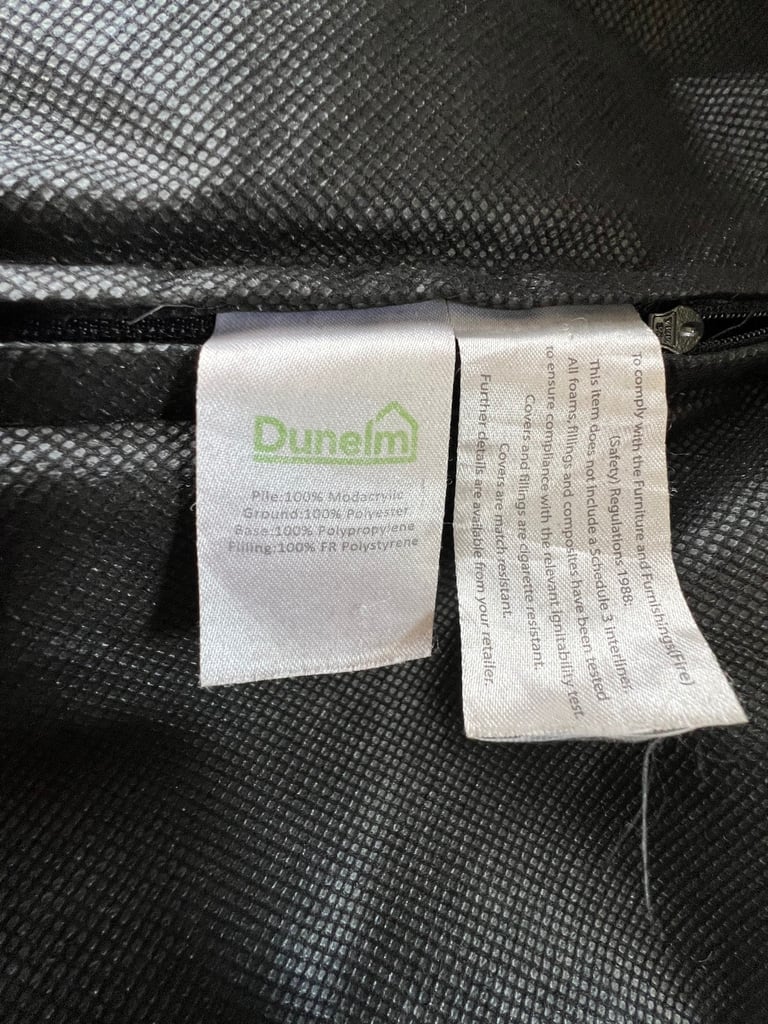 Dunelm
Pile:100% Modacrylic
Ground:100% Polyester
Base:100% Polypropylene
Filling:100% FR Polystyrene
To comply with the Furniture and Furnishings(Fire)
(Safety) Regulations 1988:
This item does not include a Schedule 3 interliner.
All foams,fillings and composites have been tested
to ensure compliance with the relevant ignitability test.
Covers and fillings are cigarette resistant.
Covers are match resistant.
Further details are available from your retailer.